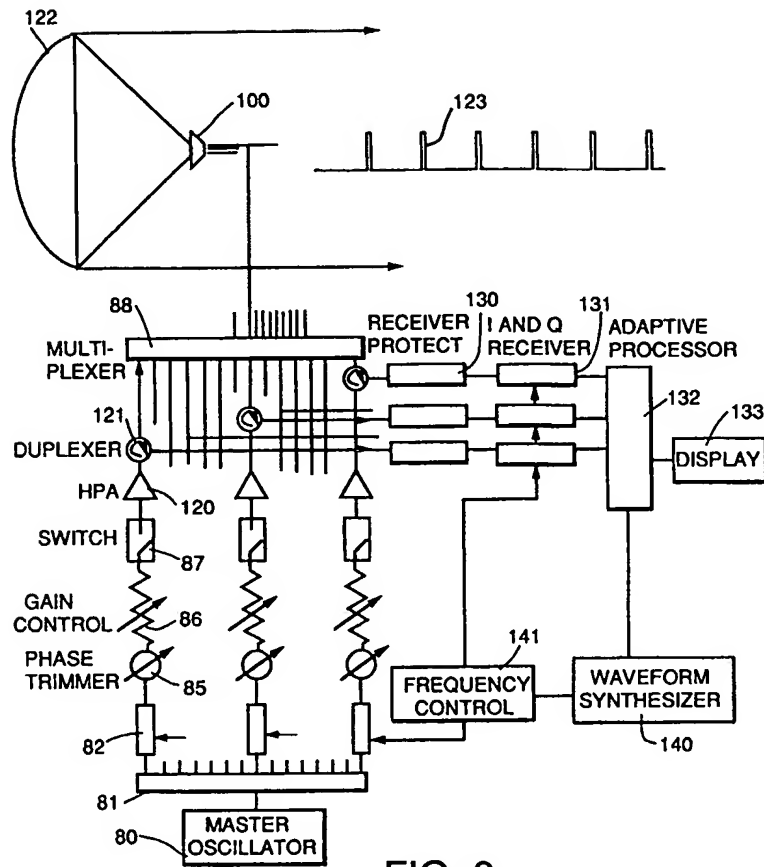 122
100
123
88
MULTI-
PLEXER
RECEIVER
PROTECT
130
I AND Q
RECEIVER
131
ADAPTIVE
PROCESSOR
121
DUPLEXER
132
133
DISPLAY
HPA
120
SWITCH
87
GAIN
CONTROL
86
PHASE
TRIMMER
85
141
FREQUENCY
CONTROL
WAVEFORM
SYNTHESIZER
140
82
81
MASTER
OSCILLATOR
80
FIG.